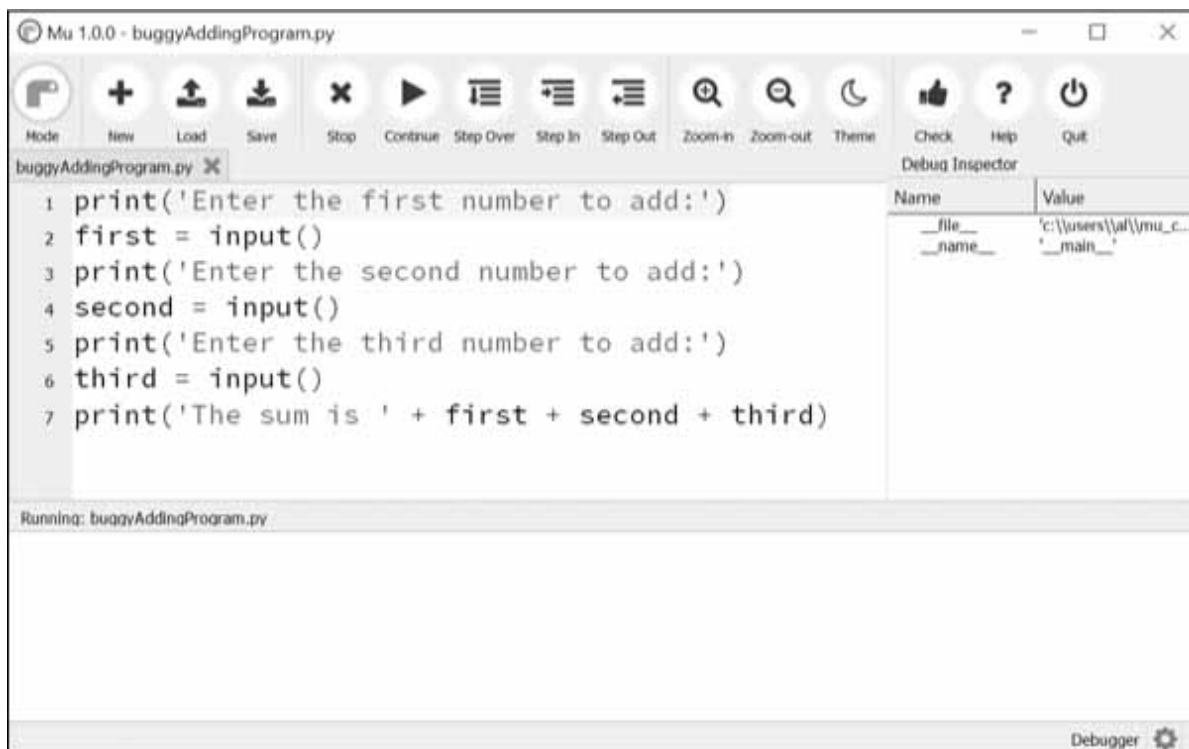 Mu 1.0.0 - buggyAddingProgram.py
Mode New Load Save Stop Continue Step Over Step In Step Out Zoom-in Zoom-out Theme Check Help Quit
buggyAddingProgram.py
1 print('Enter the first number to add:')
2 first = input()
3 print('Enter the second number to add:')
4 second = input()
5 print('Enter the third number to add:')
6 third = input()
7 print('The sum is ' + first + second + third)
Debug Inspector
Name Value
__file__ 'c:\\users\\al\\mu_c...
__name__ '__main__'
Running: buggyAddingProgram.py
Debugger